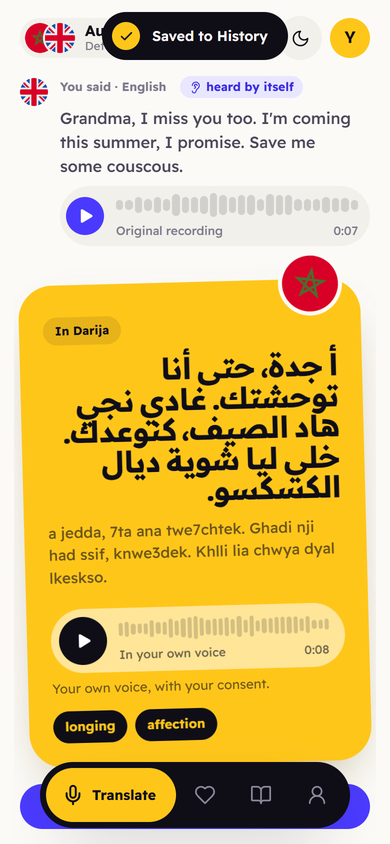 Au
Det
Saved to History
Y
You said · English
heard by itself
Grandma, I miss you too. I'm coming
this summer, I promise. Save me
some couscous.
Original recording
0:07
In Darija
أ جدة، حتى أنا
توحشتك. غادي نجي
هاد الصيف، كنوعدك.
خلي ليا شوية ديال
الكسكسو.
a jedda, 7ta ana twe7chtek. Ghadi nji
had ssif, knwe3dek. Khlli lia chwya dyal
lkeskso.
In your own voice
0:08
Your own voice, with your consent.
longing
affection
Translate